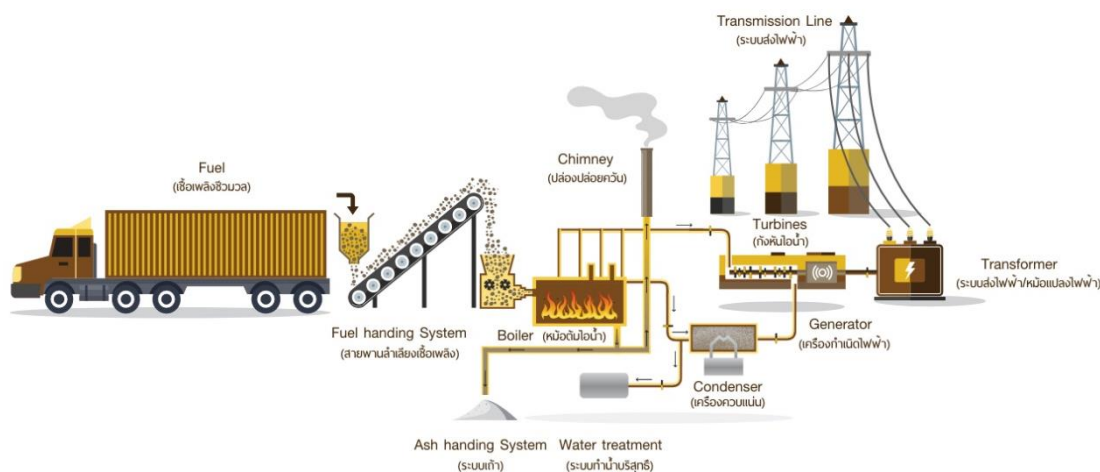 Transmission Line
(ระบบส่งไฟฟ้า)
Fuel
(เชื้อเพลิงชีวมวล)
Chimney
(ปล่องปล่อยควัน)
Turbines
(กังหันไอน้ำ)
Transformer
(ระบบส่งไฟฟ้า/หม้อแปลงไฟฟ้า)
Fuel handing System
(สายพานลำเลียงเชื้อเพลิง)
Boiler (หม้อต้มไอน้ำ)
Generator
(เครื่องกำเนิดไฟฟ้า)
Condenser
(เครื่องควบแน่น)
Ash handing System
(ระบบเถ้า)
Water treatment
(ระบบทำน้ำบริสุทธิ์)